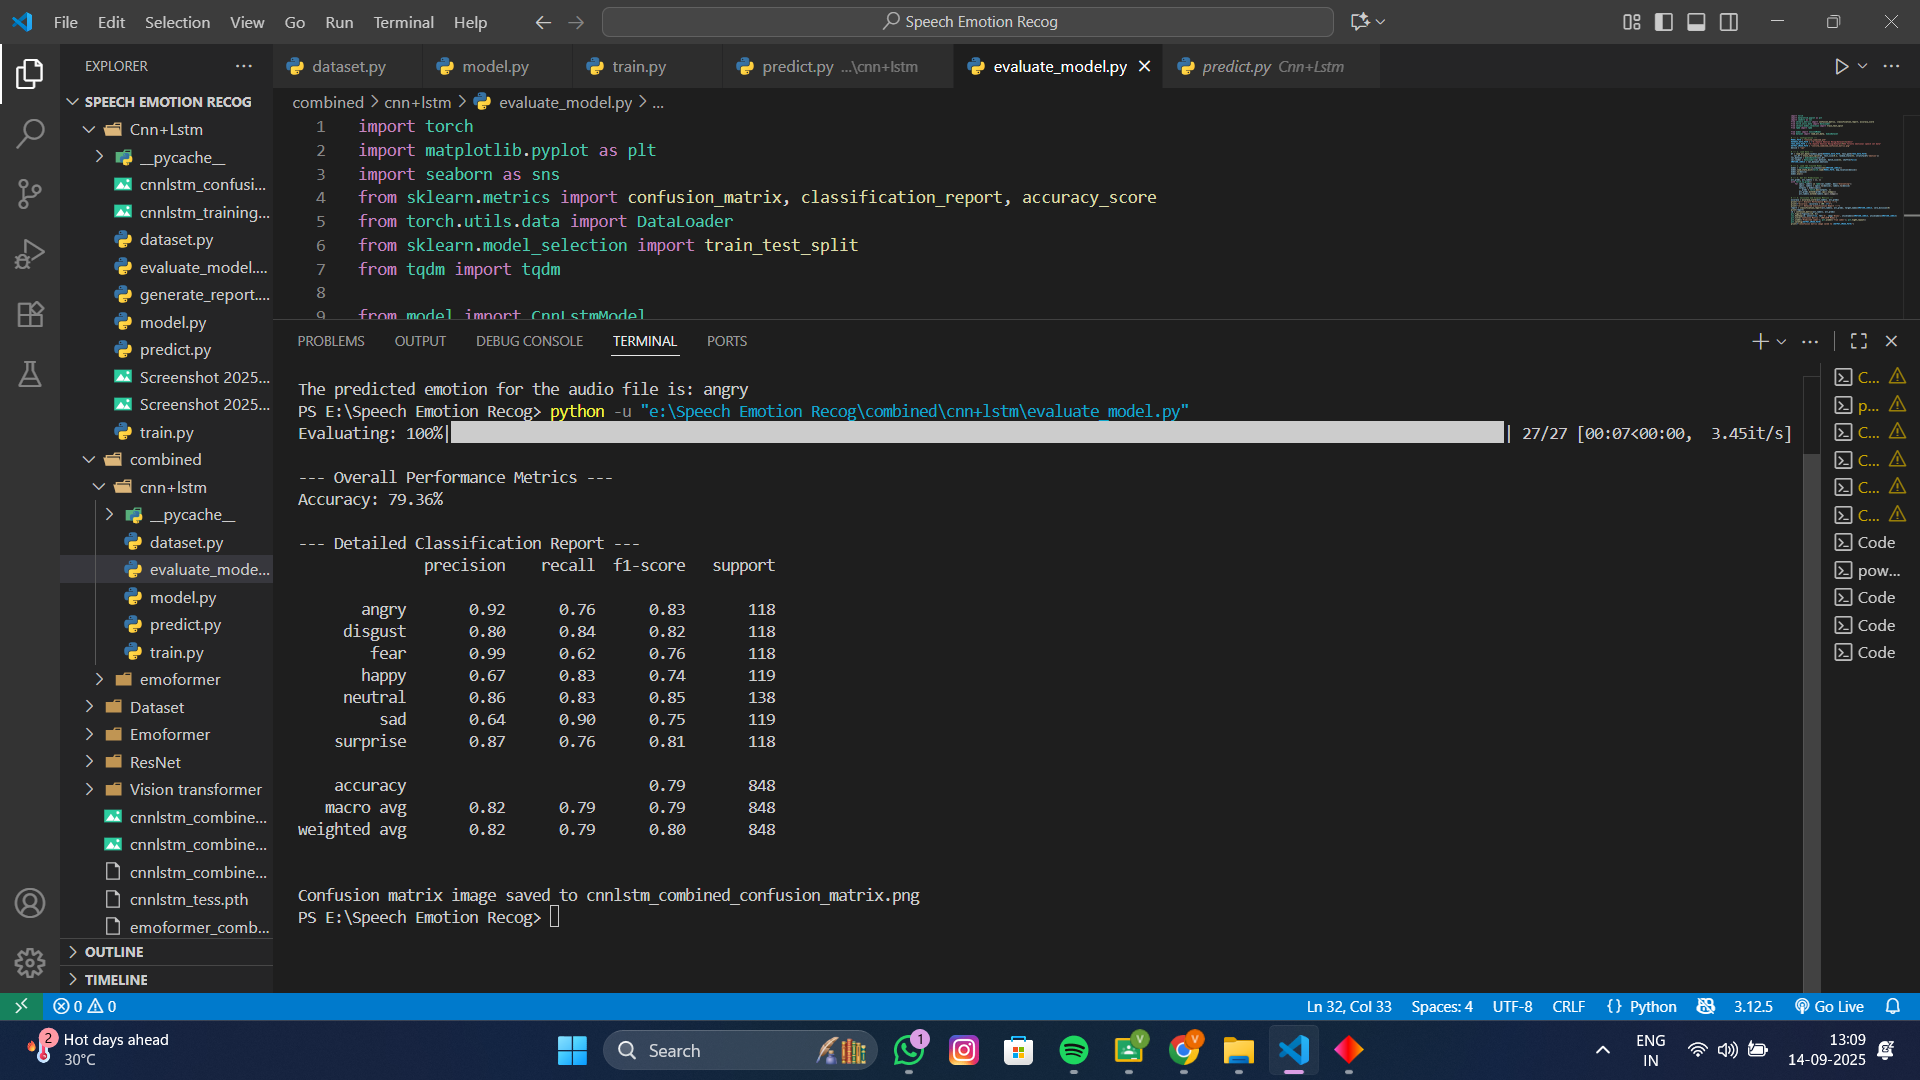 File Edit Selection View Go Run Terminal Help
Speech Emotion Recog
EXPLORER
SPEECH EMOTION RECOG
Cnn+Lstm
__pycache__
cnnlstm_confusi...
cnnlstm_training...
dataset.py
evaluate_model....
generate_report....
model.py
predict.py
Screenshot 2025...
Screenshot 2025...
train.py
combined
cnn+lstm
__pycache__
dataset.py
evaluate_mode...
model.py
predict.py
train.py
emoformer
Dataset
Emoformer
ResNet
Vision transformer
cnnlstm_combine...
cnnlstm_combine...
cnnlstm_combine...
cnnlstm_tess.pth
emoformer_comb...
OUTLINE
TIMELINE
dataset.py model.py train.py predict.py ...\cnn+lstm evaluate_model.py predict.py Cnn+Lstm
combined > cnn+lstm > evaluate_model.py > ...
1 import torch
2 import matplotlib.pyplot as plt
3 import seaborn as sns
4 from sklearn.metrics import confusion_matrix, classification_report, accuracy_score
5 from torch.utils.data import DataLoader
6 from sklearn.model_selection import train_test_split
7 from tqdm import tqdm
8
9 from model import CnnLstmModel
PROBLEMS OUTPUT DEBUG CONSOLE TERMINAL PORTS
The predicted emotion for the audio file is: angry
PS E:\Speech Emotion Recog> python -u "e:\Speech Emotion Recog\combined\cnn+lstm\evaluate_model.py"
Evaluating: 100%| | 27/27 [00:07<00:00, 3.45it/s]
--- Overall Performance Metrics ---
Accuracy: 79.36%
--- Detailed Classification Report ---
precision recall f1-score support
angry 0.92 0.76 0.83 118
disgust 0.80 0.84 0.82 118
fear 0.99 0.62 0.76 118
happy 0.67 0.83 0.74 119
neutral 0.86 0.83 0.85 138
sad 0.64 0.90 0.75 119
surprise 0.87 0.76 0.81 118
accuracy 0.79 848
macro avg 0.82 0.79 0.79 848
weighted avg 0.82 0.79 0.80 848
Confusion matrix image saved to cnnlstm_combined_confusion_matrix.png
PS E:\Speech Emotion Recog>
C...
p...
C...
C...
C...
C...
Code
pow...
Code
Code
Code
0 0
Ln 32, Col 33 Spaces: 4 UTF-8 CRLF {} Python 3.12.5 Go Live
2
Hot days ahead
30°C
Search
1
V
V
ENG
IN
13:09
14-09-2025